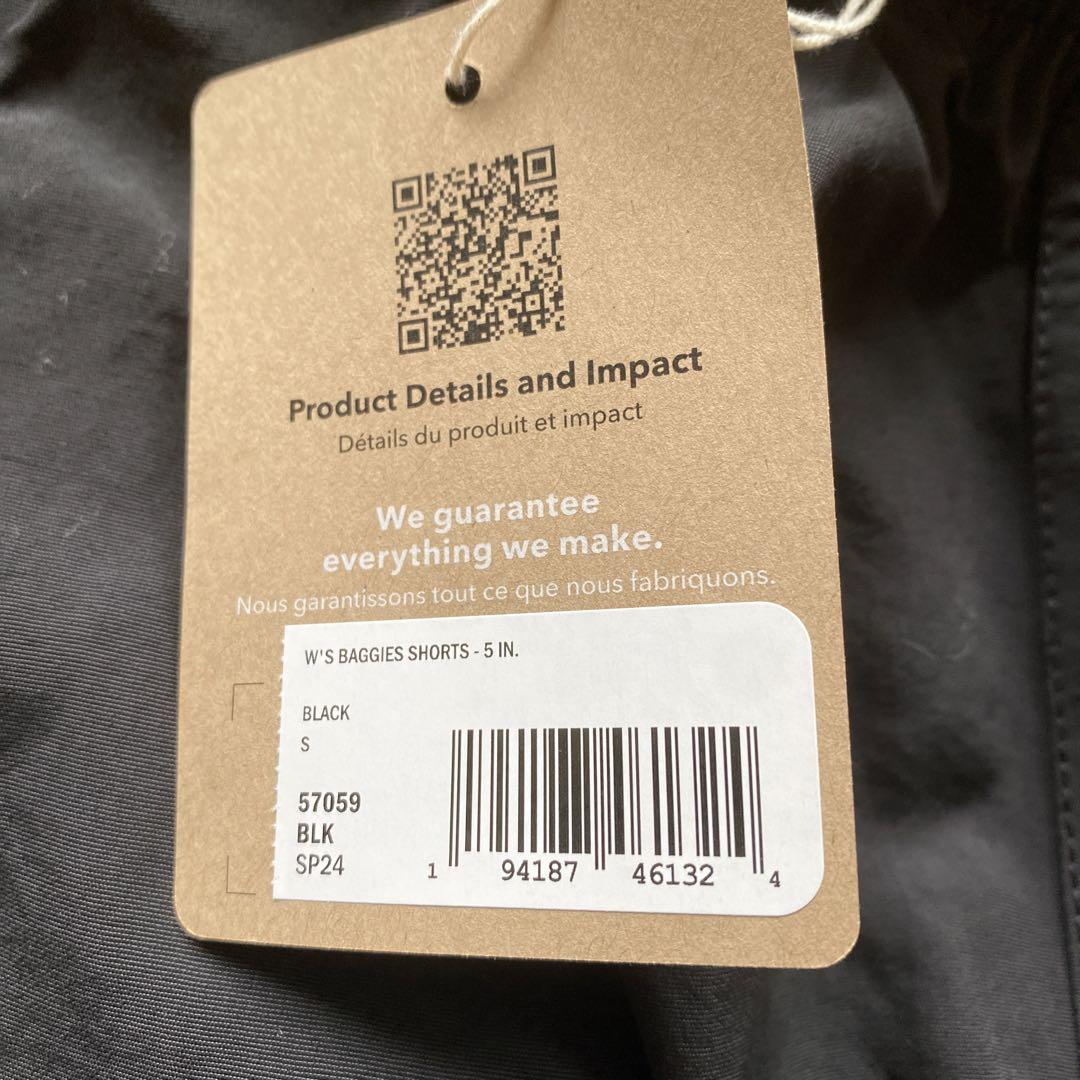 Product Details and Impact
Détails du produit et impact
We guarantee
everything we make.
Nous garantissons tout ce que nous fabriquons.
W'S BAGGIES SHORTS - 5 IN.
BLACK
S
57059
BLK
SP24
1 94187 46132 4